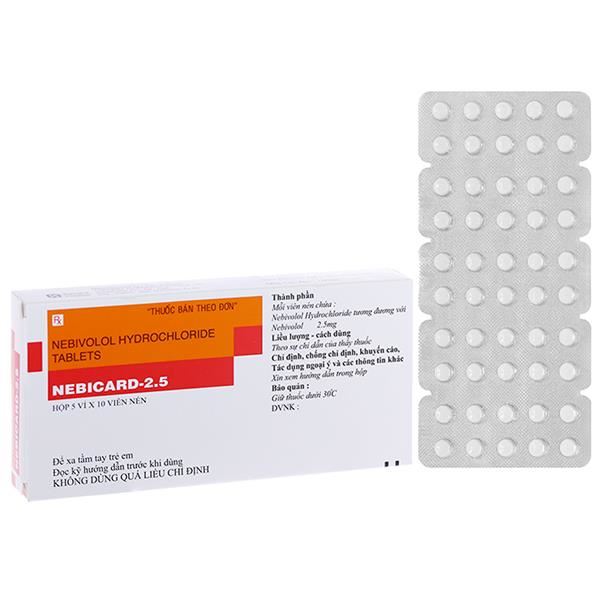 Rx
"THUỐC BÁN THEO ĐƠN"
NEBIVOLOL HYDROCHLORIDE
TABLETS
NEBICARD-2.5
HỘP 5 VỈ X 10 VIÊN NÉN
Để xa tầm tay trẻ em
Đọc kỹ hướng dẫn trước khi dùng
KHÔNG DÙNG QUÁ LIỀU CHỈ ĐỊNH
Thành phần
Mỗi viên nén chứa :
Nebivolol Hydrochloride tương đương với
Nebivolol 2.5mg
Liều lượng - cách dùng
Theo sự chỉ dẫn của thầy thuốc
Chỉ định, chống chỉ định, khuyến cáo,
Tác dụng ngoại ý và các thông tin khác
Xin xem hướng dẫn trong hộp
Bảo quản :
Giữ thuốc dưới 30°C
DVNK :